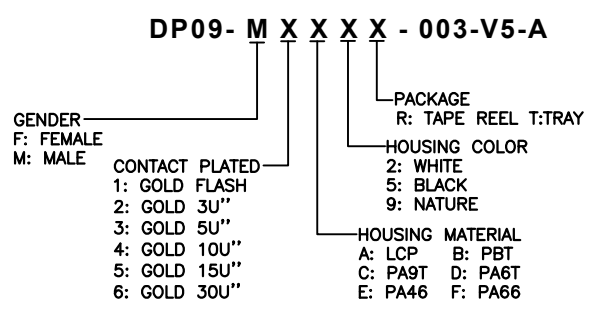 DP09- M X X X X - 003-V5-A
GENDER
F: FEMALE
M: MALE
CONTACT PLATED
1: GOLD FLASH
2: GOLD 3U''
3: GOLD 5U''
4: GOLD 10U''
5: GOLD 15U''
6: GOLD 30U''
PACKAGE
R: TAPE REEL T:TRAY
HOUSING COLOR
2: WHITE
5: BLACK
9: NATURE
HOUSING MATERIAL
A: LCP B: PBT
C: PA9T D: PA6T
E: PA46 F: PA66